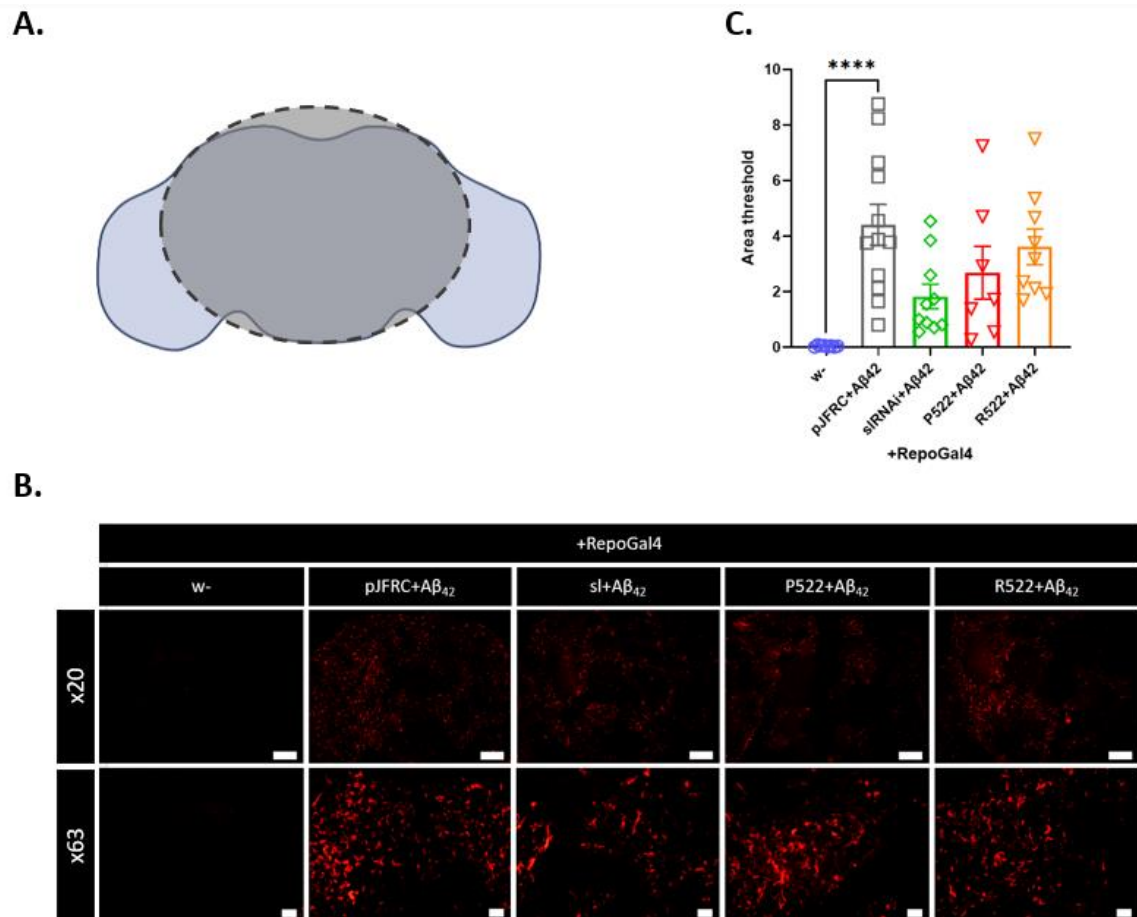 A.
C.
****
10
8
6
4
2
0
Area threshold
w-
pJFRC+Aβ42
slRNAi+Aβ42
P522+Aβ42
R522+Aβ42
+RepoGal4
B.
+RepoGal4
w- pJFRC+Aβ₄₂ sl+Aβ₄₂ P522+Aβ₄₂ R522+Aβ₄₂
x20
x63